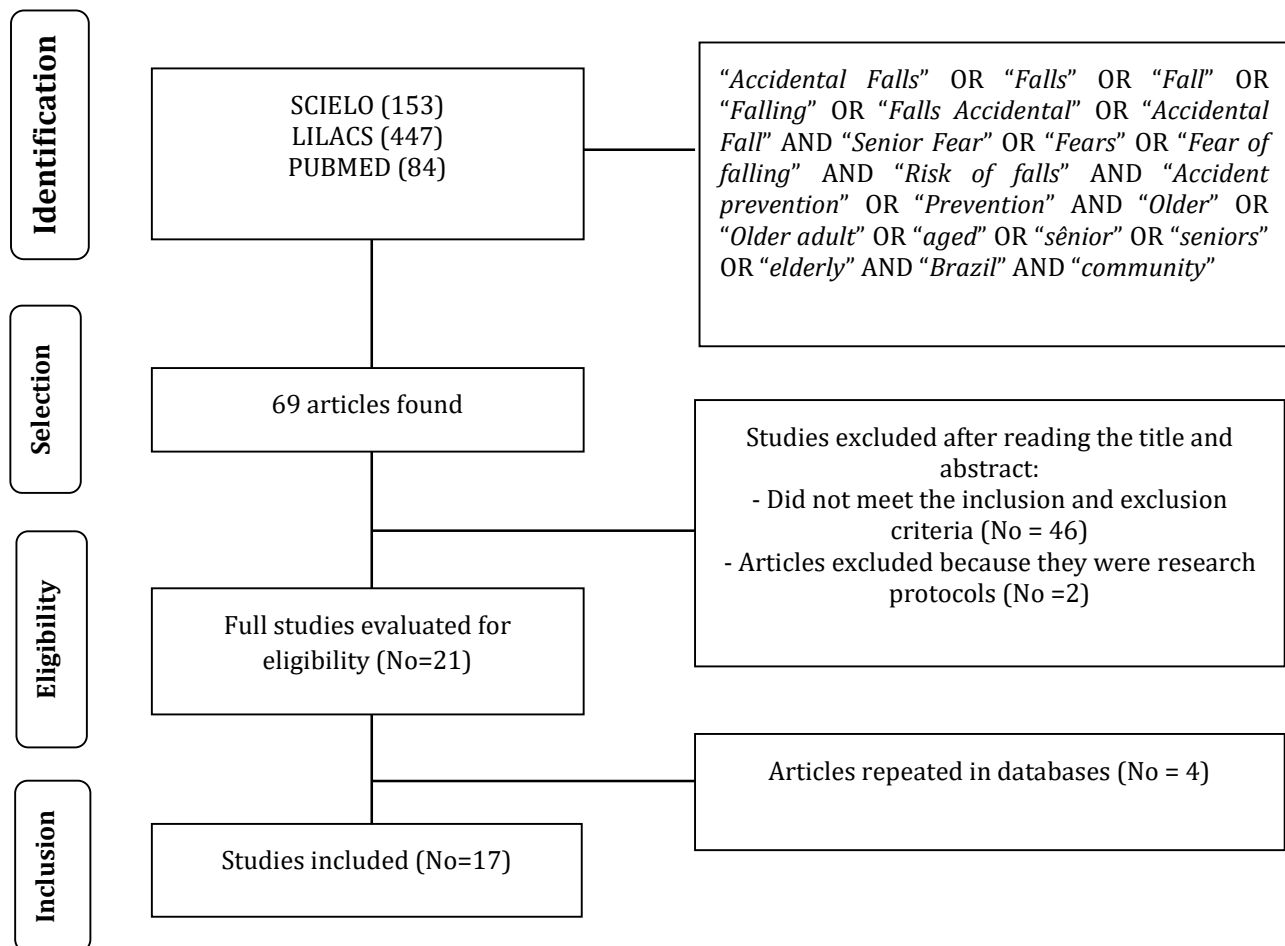 Identification
SCIELO (153)
LILACS (447)
PUBMED (84)
“Accidental Falls” OR “Falls” OR “Fall” OR
“Falling” OR “Falls Accidental” OR “Accidental
Fall” AND “Senior Fear” OR “Fears” OR “Fear of
falling” AND “Risk of falls” AND “Accident
prevention” OR “Prevention” AND “Older” OR
“Older adult” OR “aged” OR “sênior” OR “seniors”
OR “elderly” AND “Brazil” AND “community”
Selection
69 articles found
Studies excluded after reading the title and
abstract:
- Did not meet the inclusion and exclusion
criteria (No = 46)
- Articles excluded because they were research
protocols (No =2)
Eligibility
Full studies evaluated for
eligibility (No=21)
Articles repeated in databases (No = 4)
Inclusion
Studies included (No=17)